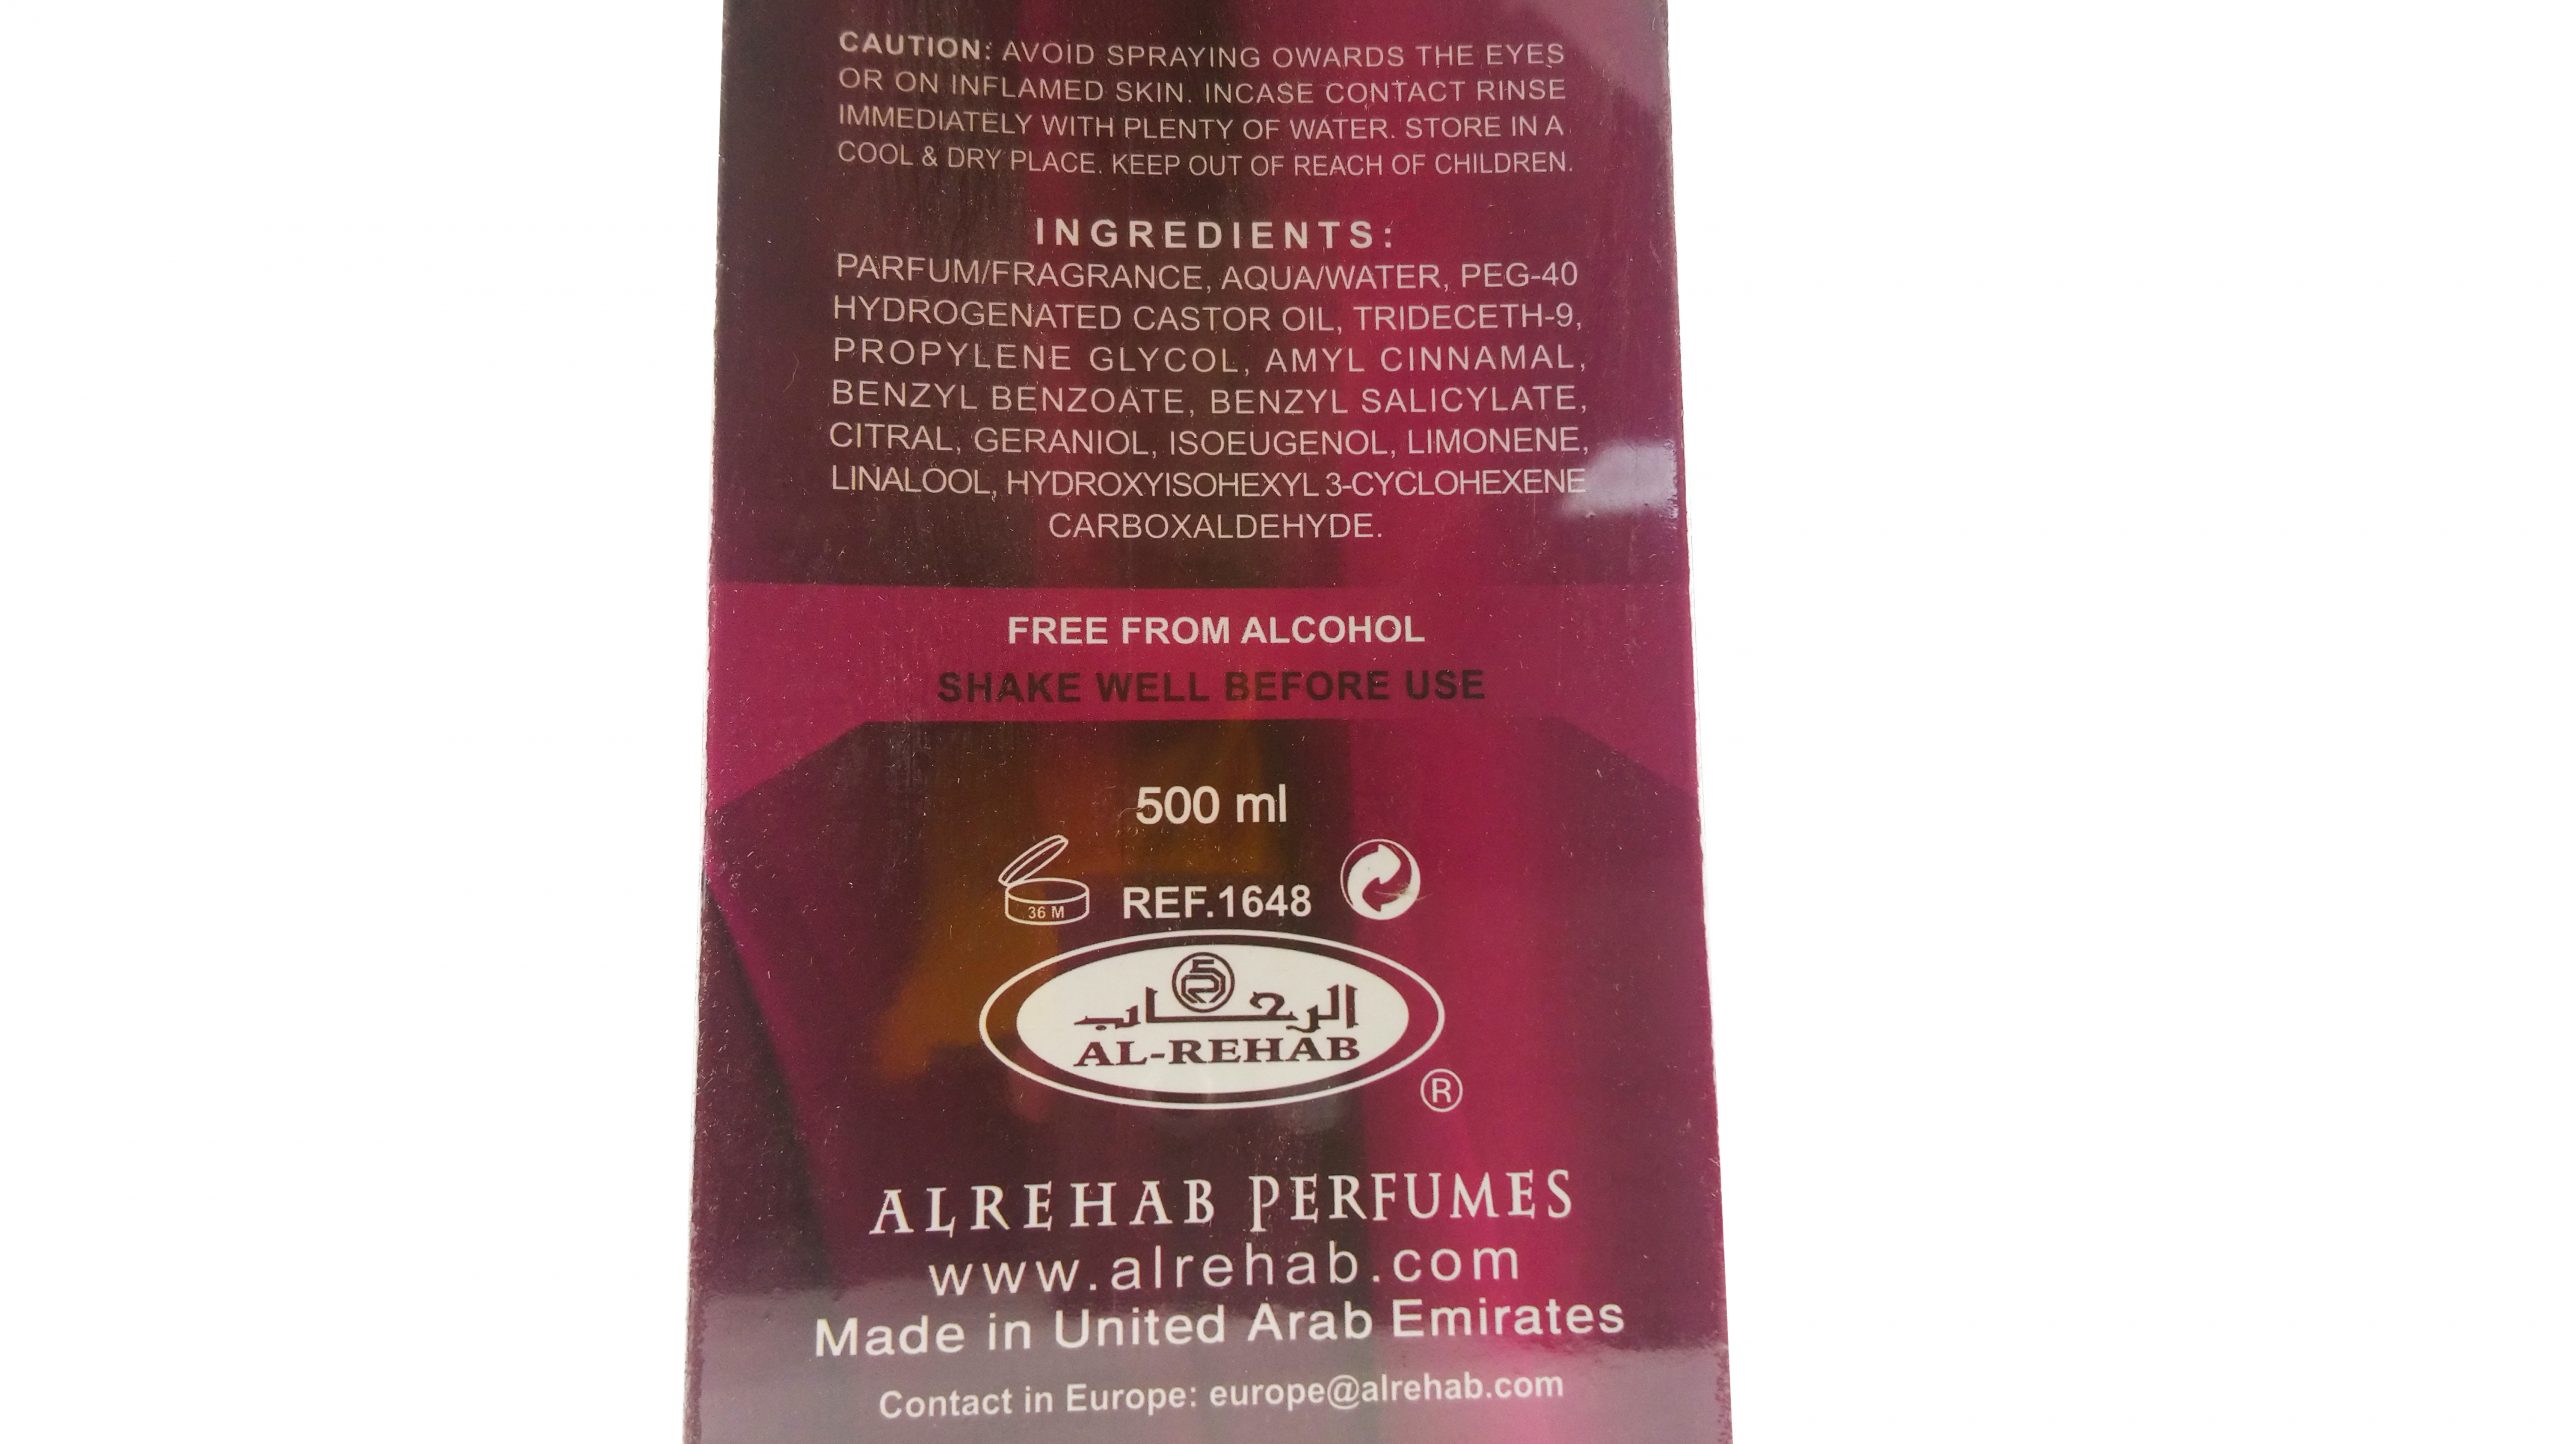 CAUTION: AVOID SPRAYING OWARDS THE EYES
OR ON INFLAMED SKIN. INCASE CONTACT RINSE
IMMEDIATELY WITH PLENTY OF WATER. STORE IN A
COOL & DRY PLACE. KEEP OUT OF REACH OF CHILDREN.
INGREDIENTS:
PARFUM/FRAGRANCE, AQUA/WATER, PEG-40
HYDROGENATED CASTOR OIL, TRIDECETH-9,
PROPYLENE GLYCOL, AMYL CINNAMAL,
BENZYL BENZOATE, BENZYL SALICYLATE,
CITRAL, GERANIOL, ISOEUGENOL, LIMONENE,
LINALOOL, HYDROXYISOHEXYL 3-CYCLOHEXENE
CARBOXALDEHYDE.
FREE FROM ALCOHOL
SHAKE WELL BEFORE USE
500 ml
36 M
REF.1648
الرحاب
AL-REHAB
®
ALREHAB PERFUMES
www.alrehab.com
Made in United Arab Emirates
Contact in Europe: europe@alrehab.com